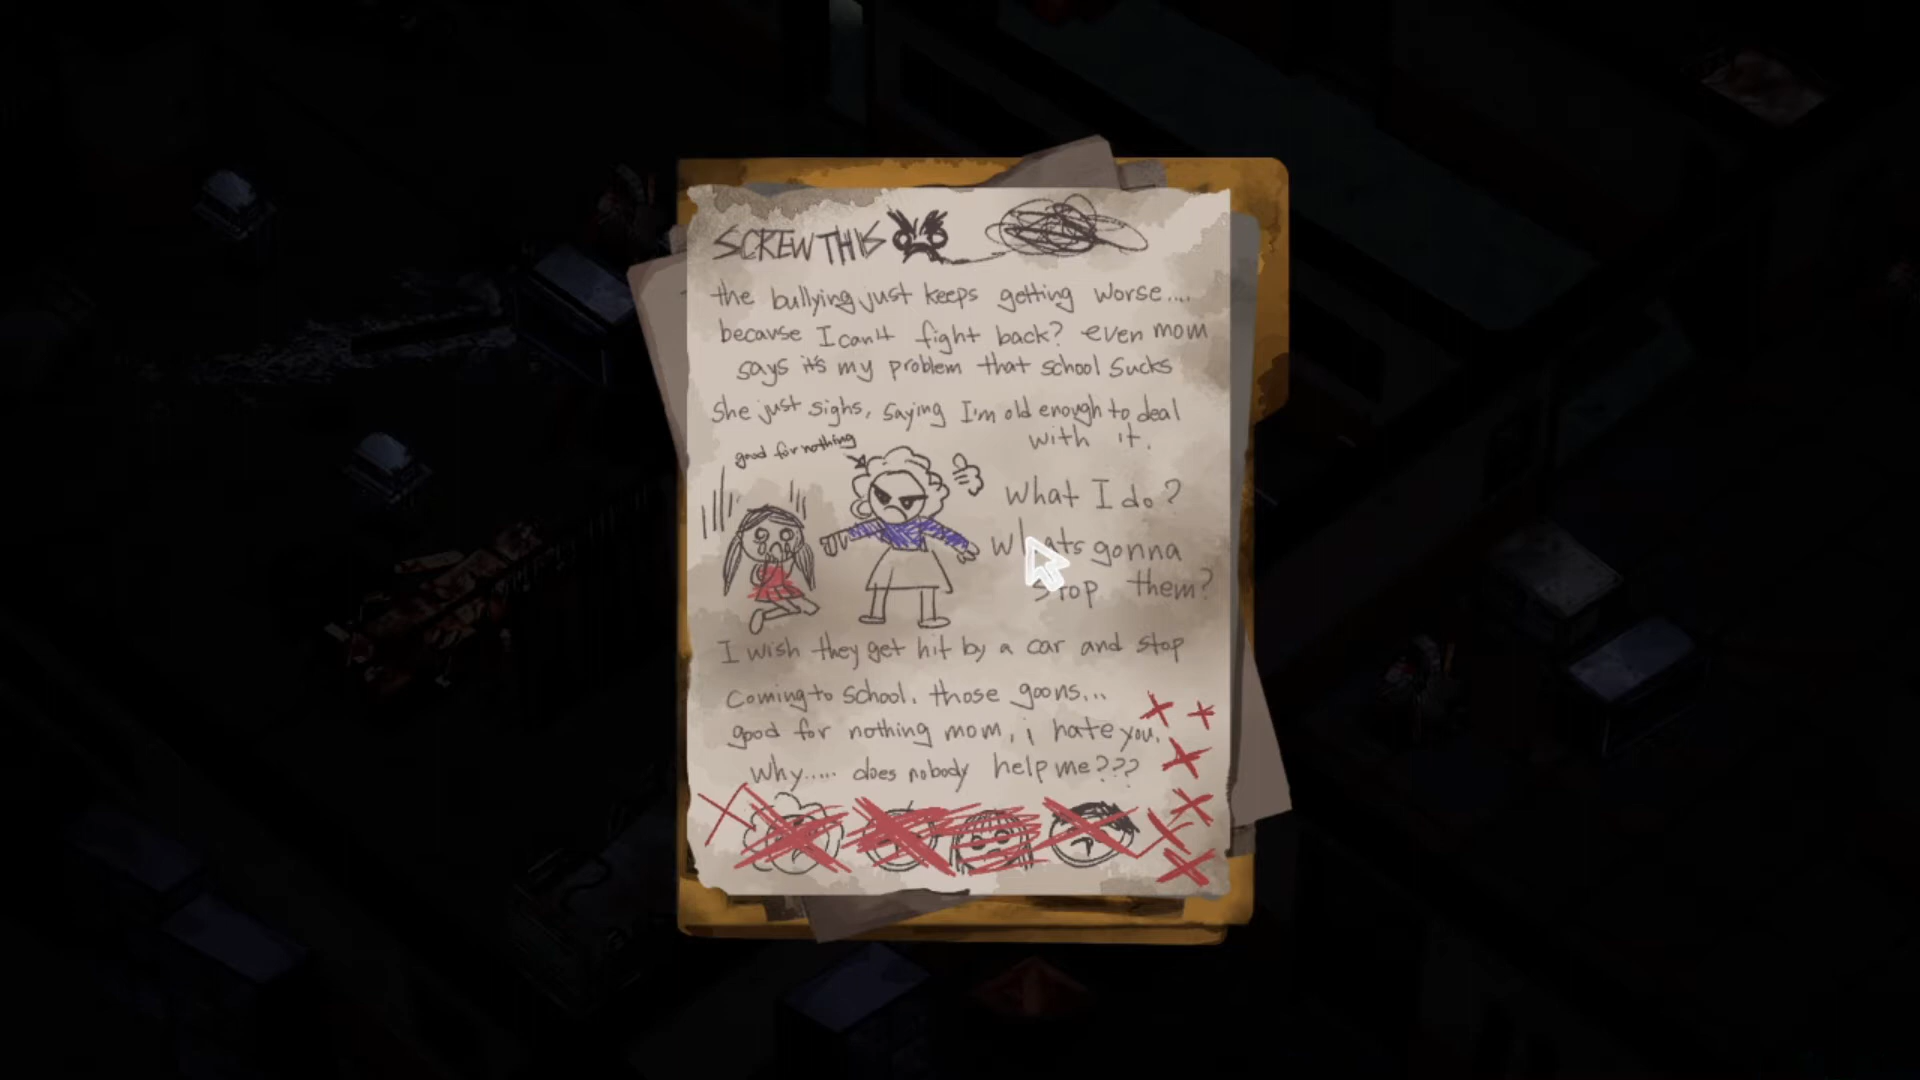 SCREW THIS
the bullying just keeps getting worse....
because I can't fight back? even mom
says it's my problem that school sucks
She just sighs, saying I'm old enough to deal
with it.
good for nothing
What I do?
Whats gonna
stop them?
I wish they get hit by a car and stop
coming to school. those goons...
good for nothing mom, i hate you.
Why..... does nobody help me???